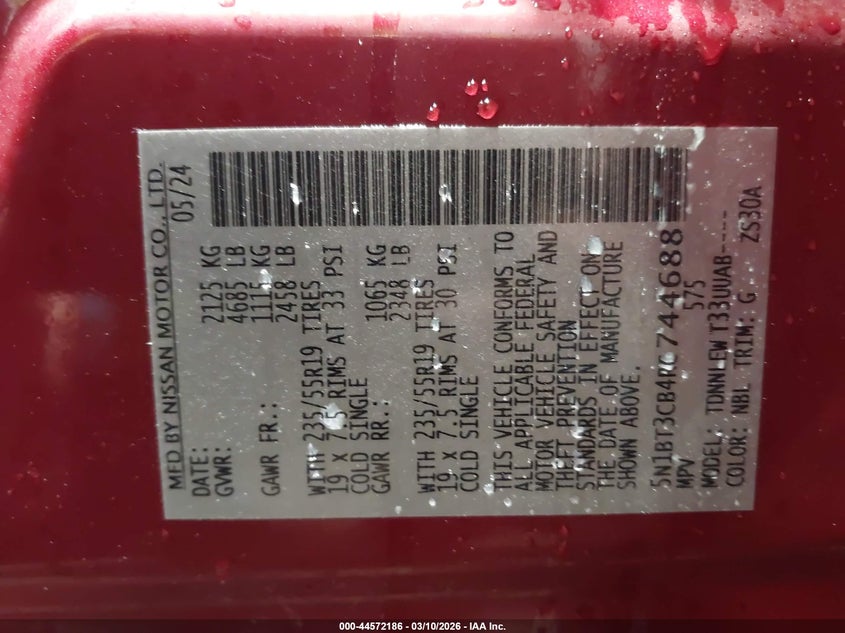 MFD BY NISSAN MOTOR CO., LTD.
DATE: 05/24
GVWR: 2125 KG
4685 LB
GAWR FR.: 1115 KG
2458 LB
WITH 235/55R19 TIRES
19 x 7.5 RIMS AT 33 PSI
COLD SINGLE
GAWR RR.: 1065 KG
2348 LB
WITH 235/55R19 TIRES
19 x 7.5 RIMS AT 30 PSI
COLD SINGLE
THIS VEHICLE CONFORMS TO
ALL APPLICABLE FEDERAL
MOTOR VEHICLE SAFETY AND
THEFT PREVENTION
STANDARDS IN EFFECT ON
THE DATE OF MANUFACTURE
SHOWN ABOVE.
5N1BT3CB4RC744688
MPV 575
MODEL: TDNNLEW T33UUAB-----
COLOR: NBL TRIM: G ZS30A
000-44572186 — 03/10/2026 — IAA Inc.